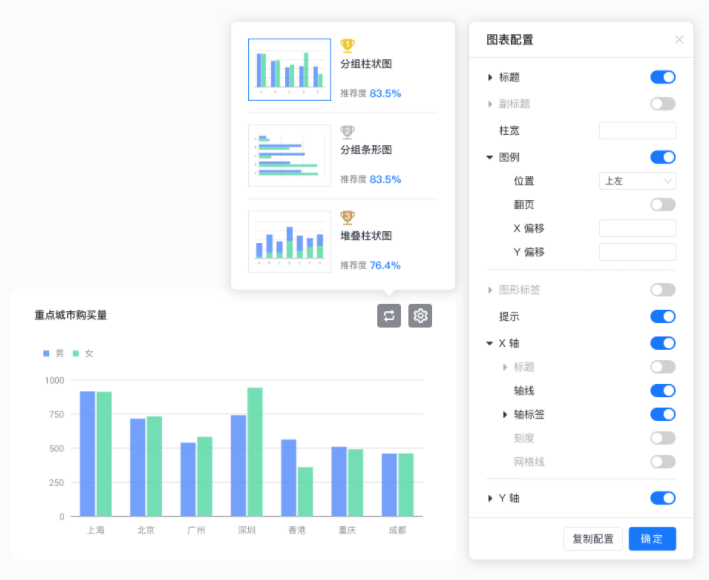 1
分组柱状图
推荐度 83.5%
2
分组条形图
推荐度 83.5%
3
堆叠柱状图
推荐度 76.4%
重点城市购买量
男 女
1000
750
500
250
0
上海 北京 广州 深圳 香港 重庆 成都
图表配置
标题
副标题
柱宽
图例
位置 上左
翻页
X 偏移
Y 偏移
图形标签
提示
X 轴
标题
轴线
轴标签
刻度
网格线
Y 轴
复制配置 确定